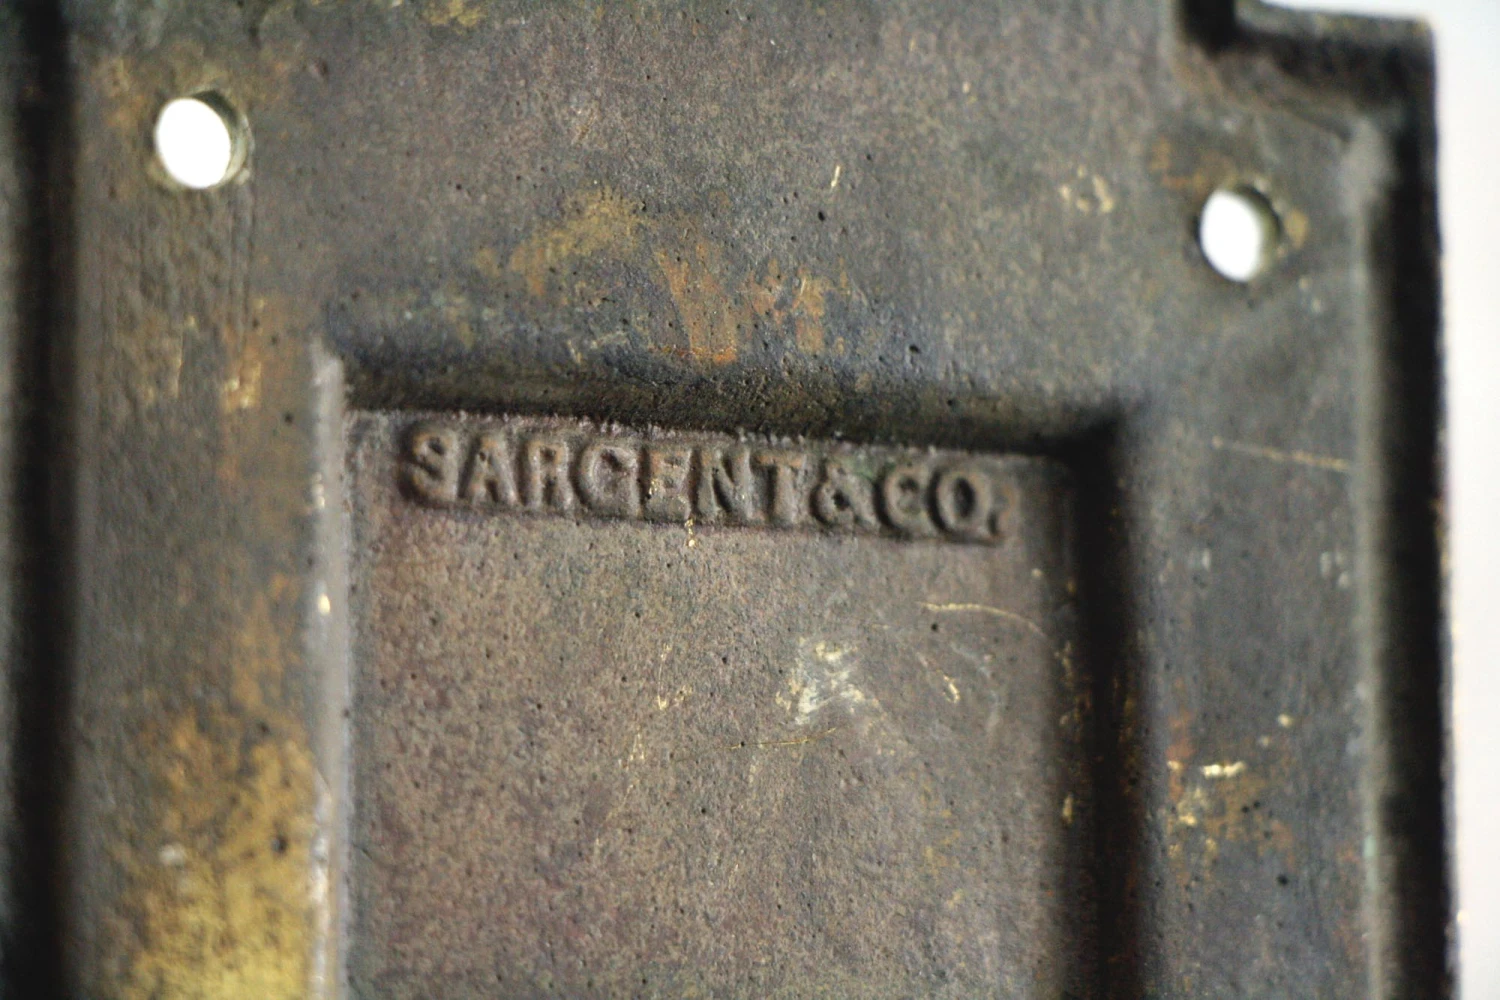 SARGENT & CO.